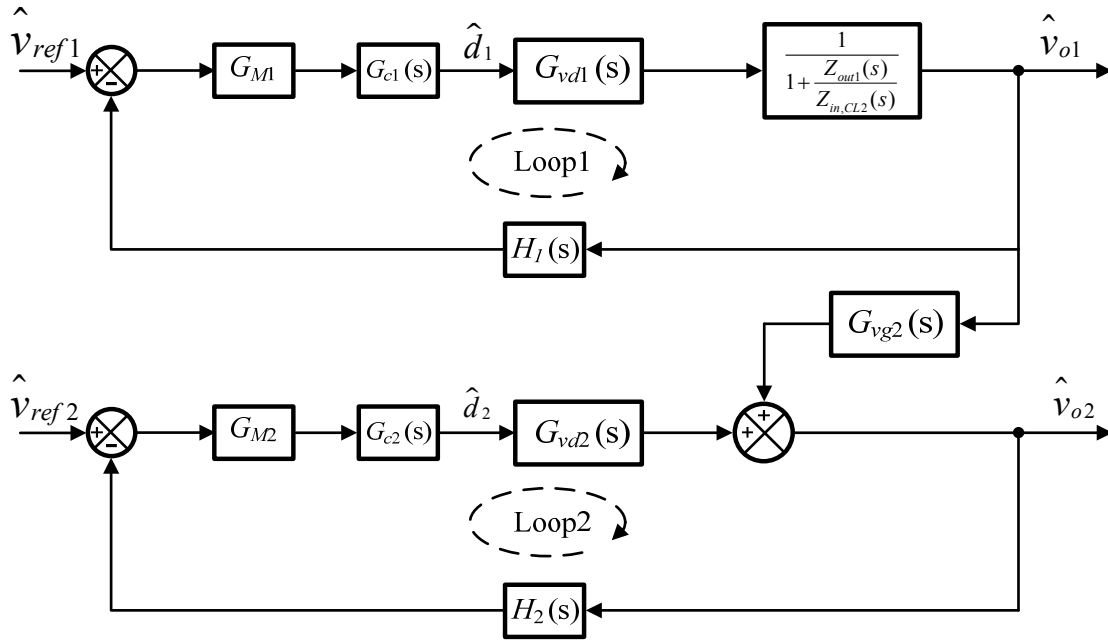 v̂ref1
+
-
GM1
Gc1(s)
d̂1
Gvd1(s)
1
1+
Zout1(s)
Zin,CL2(s)
v̂o1
Loop1
H1(s)
Gvg2(s)
v̂ref2
+
-
GM2
Gc2(s)
d̂2
Gvd2(s)
+
+
v̂o2
Loop2
H2(s)